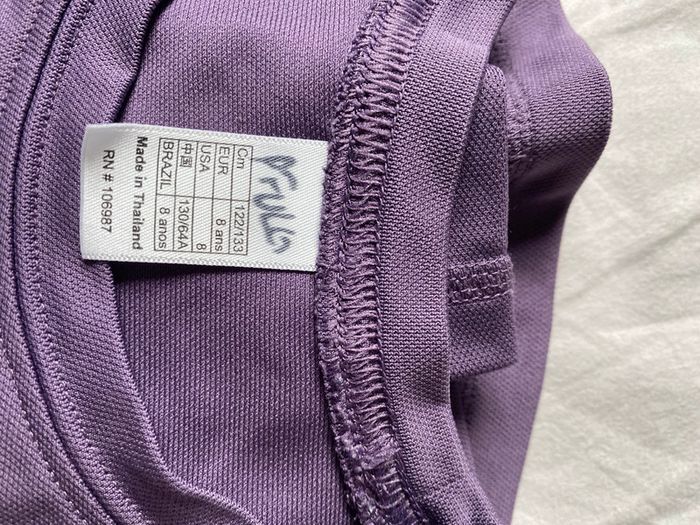 Cm 122/133
EUR 8 ans
USA 8
中国 130/64A
BRAZIL 8 anos
Made in Thailand
RN# 106987